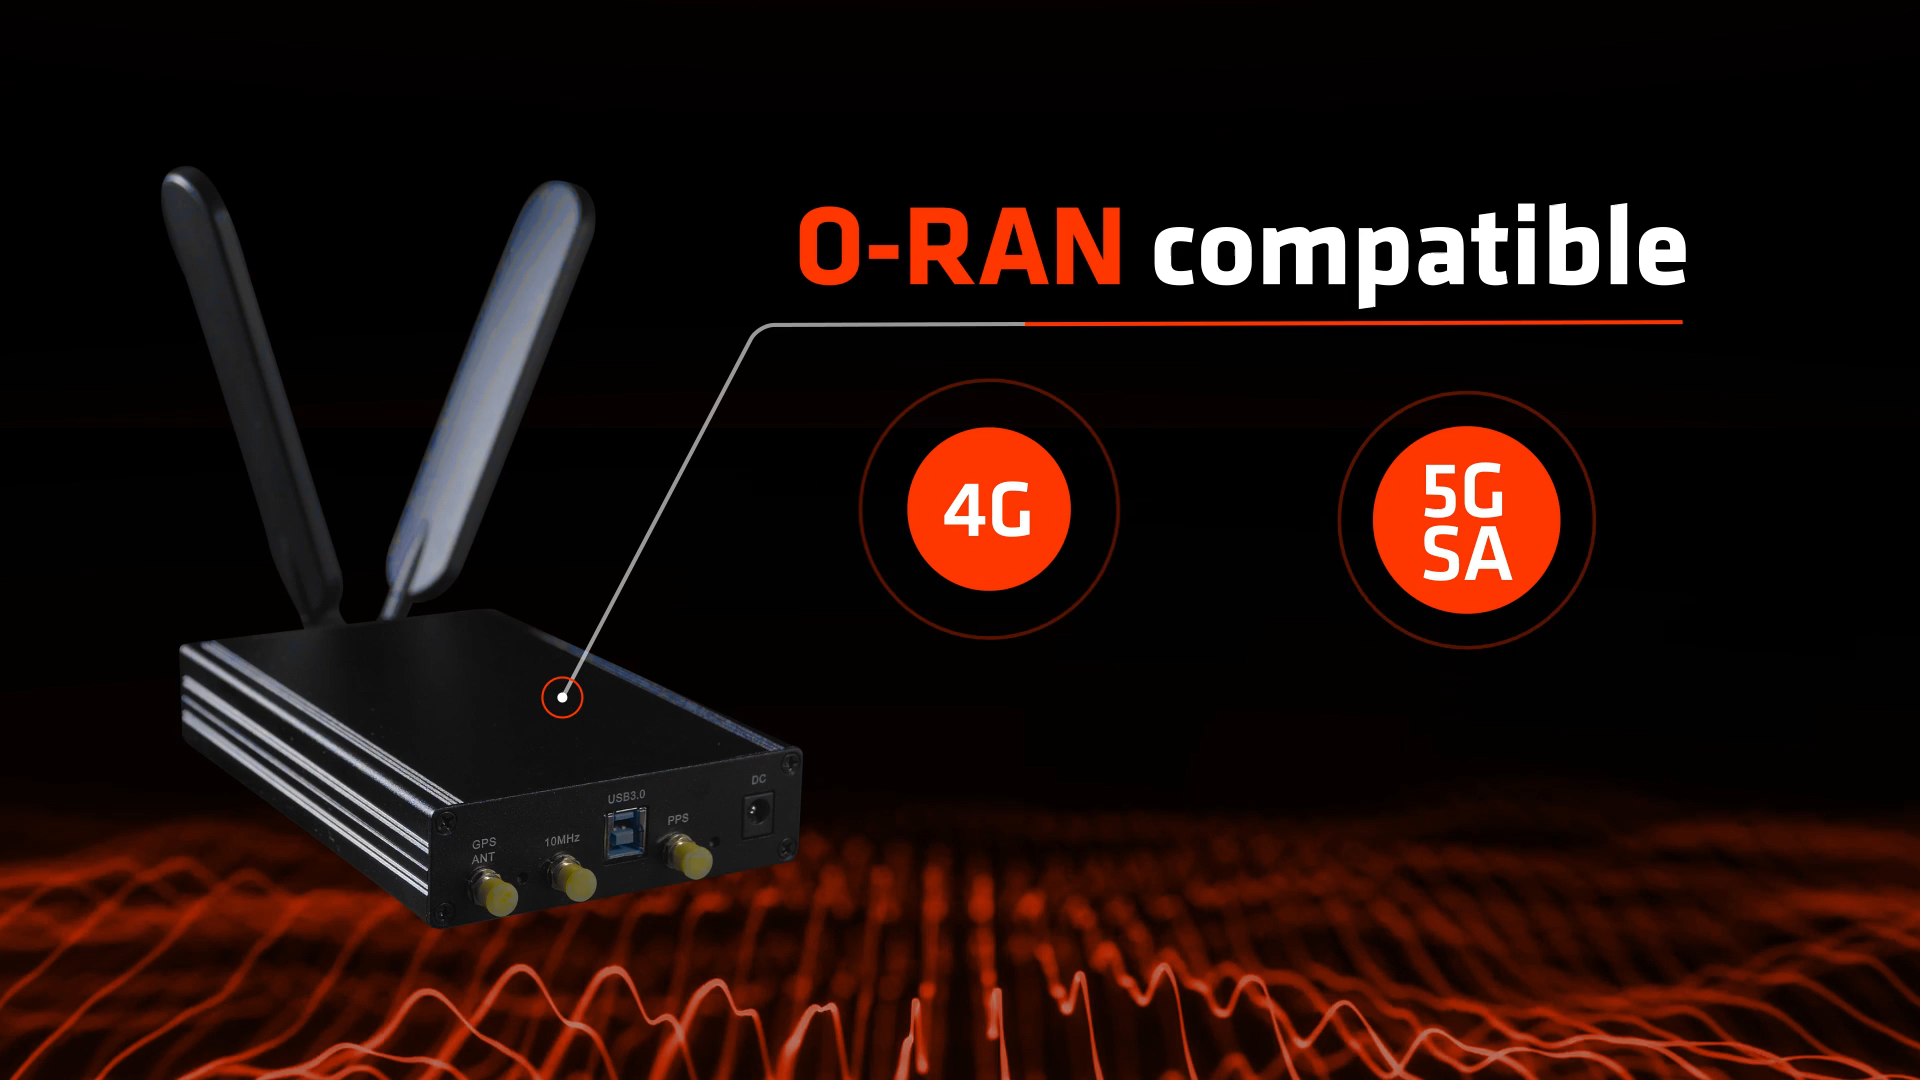 O-RAN compatible
4G
5G
SA
USB3.0
DC
PPS
10MHz
GPS
ANT